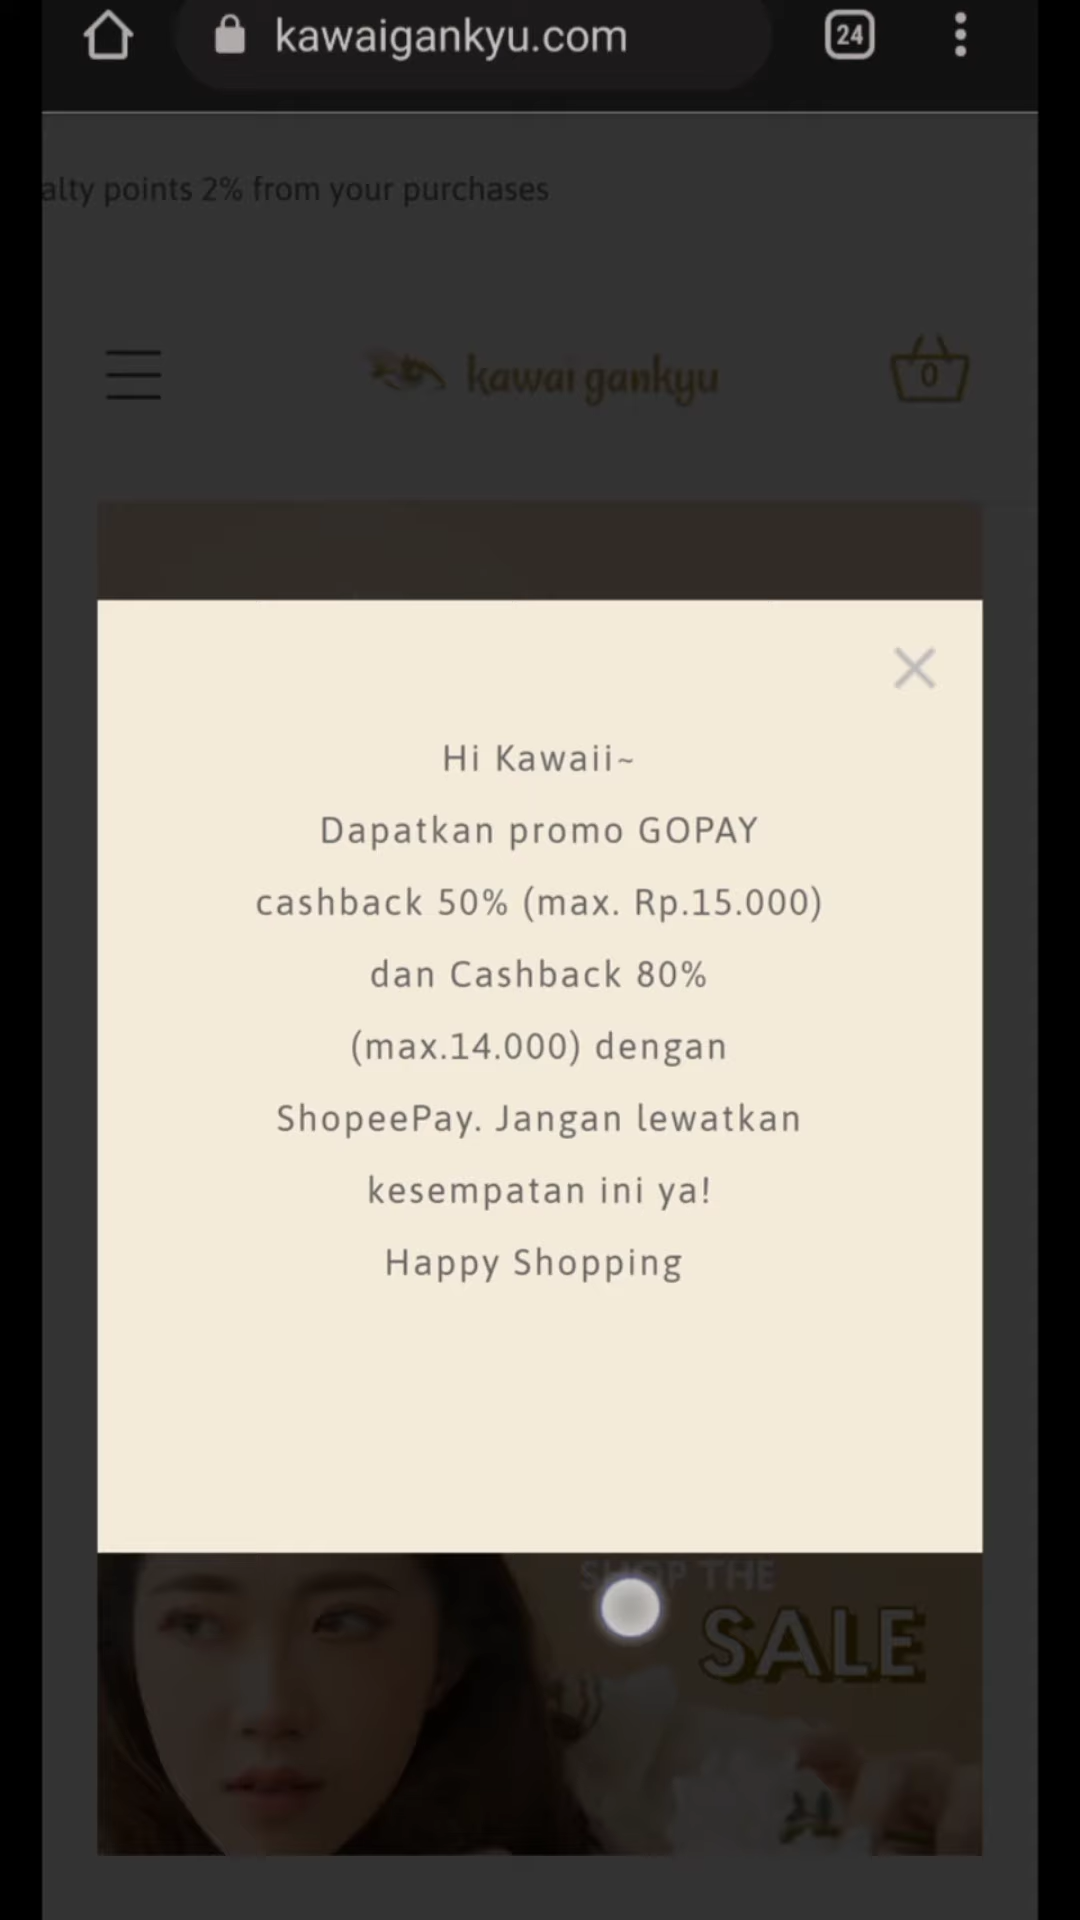 kawaigankyu.com
24
alty points 2% from your purchases
kawai gankyu
0
Hi Kawaii~
Dapatkan promo GOPAY
cashback 50% (max. Rp.15.000)
dan Cashback 80%
(max.14.000) dengan
ShopeePay. Jangan lewatkan
kesempatan ini ya!
Happy Shopping
SHOP THE
SALE